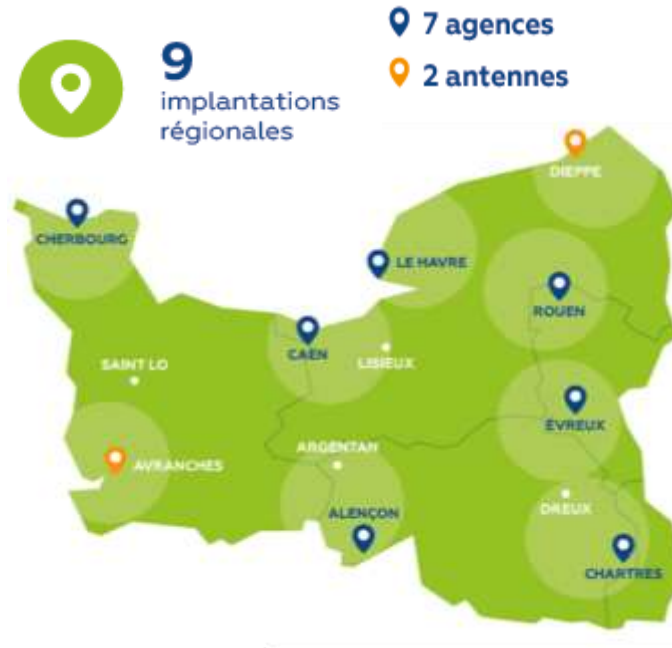 9
implantations
régionales
7 agences
2 antennes
DIEPPE
CHERBOURG
LE HAVRE
ROUEN
CAEN
LISIEUX
SAINT LO
ÉVREUX
ARGENTAN
AVRANCHES
DREUX
ALENÇON
CHARTRES